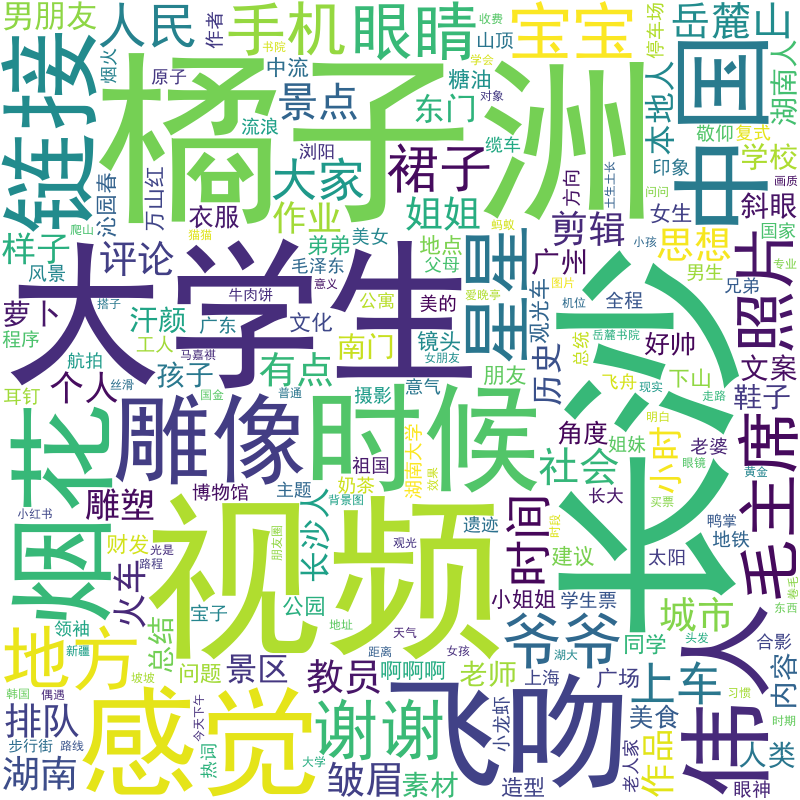 男朋友
人民
作者
收费
书院
烟火
手机
原子
中流
山顶
学会
眼睛
宝宝
停车场
岳麓山
链接
橘子洲
中国
湖南人
景点
糖油
东门
对象
流浪
缆车
本地人
敬仰
复式
浏阳
印象
学校
画质
沁园春
万山红
大家
裙子
方向
土生土长
问问
衣服
作业
姐姐
剪辑
女生
斜眼
样子
评论
爬山
猫猫
弟弟
美女
地点
蚂蚁
思想
国家
小孩
风景
毛泽东
父母
广州
男生
大学生
星星
长沙
照片
萝卜
汗颜
搭子
牛肉饼
意义
公寓
美的
爱晚亭
观光车
机位
图片
全程
专业
兄弟
程序
广东
文化
镜头
南门
岳麓书院
总统
好帅
航拍
工人
马嘉祺
女朋友
历史
文案
耳钉
个人
丝滑
孩子
有点
朋友
飞舟
现实
下山
鞋子
国金
普通
摄影
意气
走路
烟花
雕像
时候
明白
角度
姐妹
小时
老婆
毛主席
祖国
湖南大学
效果
社会
眼镜
雕塑
博物馆
主题
奶茶
长大
买票
黄金
小红书
背景图
时间
鸭掌
长沙人
财发
光是
视频
遗迹
建议
时段
地铁
火车
路程
朋友圈
观光
太阳
东西
卷毛
伟人
领袖
宝子
公园
小姐姐
学生票
城市
地方
总结
地址
爷爷
头发
合影
新疆
坡坡
问题
景区
距离
天气
啊啊啊
老师
女孩
湖大
同学
内容
韩国
偶遇
教员
上海
广场
上车
习惯
感觉
谢谢
飞吻
小龙虾
美食
时期
排队
步行街
路线
今天下午
热词
老人家
作品
人类
湖南
大学
皱眉
素材
造型
眼神